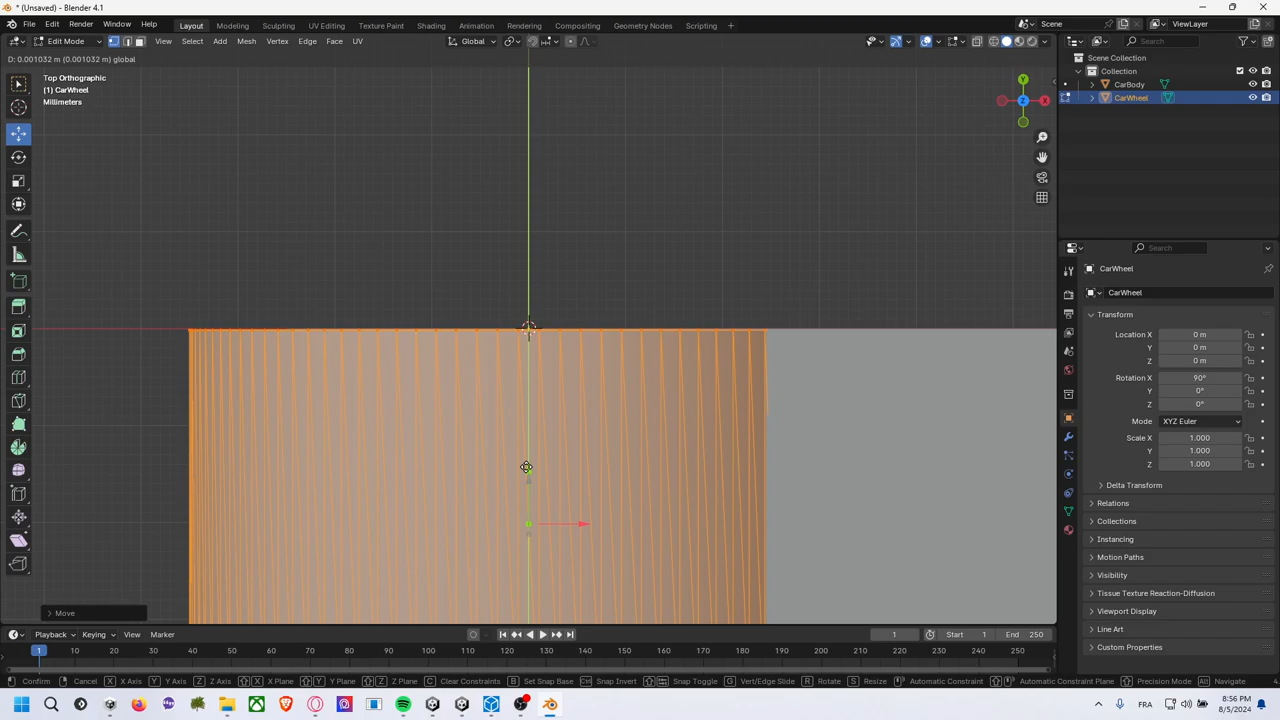 * (Unsaved) - Blender 4.1
File Edit Render Window Help Layout Modeling Sculpting UV Editing Texture Paint Shading Animation Rendering Compositing Geometry Nodes Scripting Scene ViewLayer
Edit Mode View Select Add Mesh Vertex Edge Face UV Global Search
D: 0.001032 m (0.001032 m) global
Top Orthographic
(1) CarWheel
Millimeters
Y
Z
X
Scene Collection
Collection
CarBody
CarWheel
Search
CarWheel
CarWheel
Transform
Location X 0 m
Y 0 m
Z 0 m
Rotation X 90°
Y 0°
Z 0°
Mode XYZ Euler
Scale X 1.000
Y 1.000
Z 1.000
Delta Transform
Relations
Collections
Instancing
Motion Paths
Visibility
Tissue Texture Reaction-Diffusion
Viewport Display
Line Art
Custom Properties
Move
Playback Keying View Marker 1 Start 1 End 250
1 10 20 30 40 50 60 70 80 90 100 110 120 130 140 150 160 170 180 190 200 210 220 230 240 250
Confirm X X Axis Y Y Axis Z Z Axis X X Plane Y Y Plane Z Z Plane C Clear Constraints B Set Snap Base Ctrl Snap Invert Snap Toggle G Vert/Edge Slide R Rotate S Resize Automatic Constraint Automatic Constraint Plane Precision Mode Alt Navigate
FRA
8:56 PM
8/5/2024